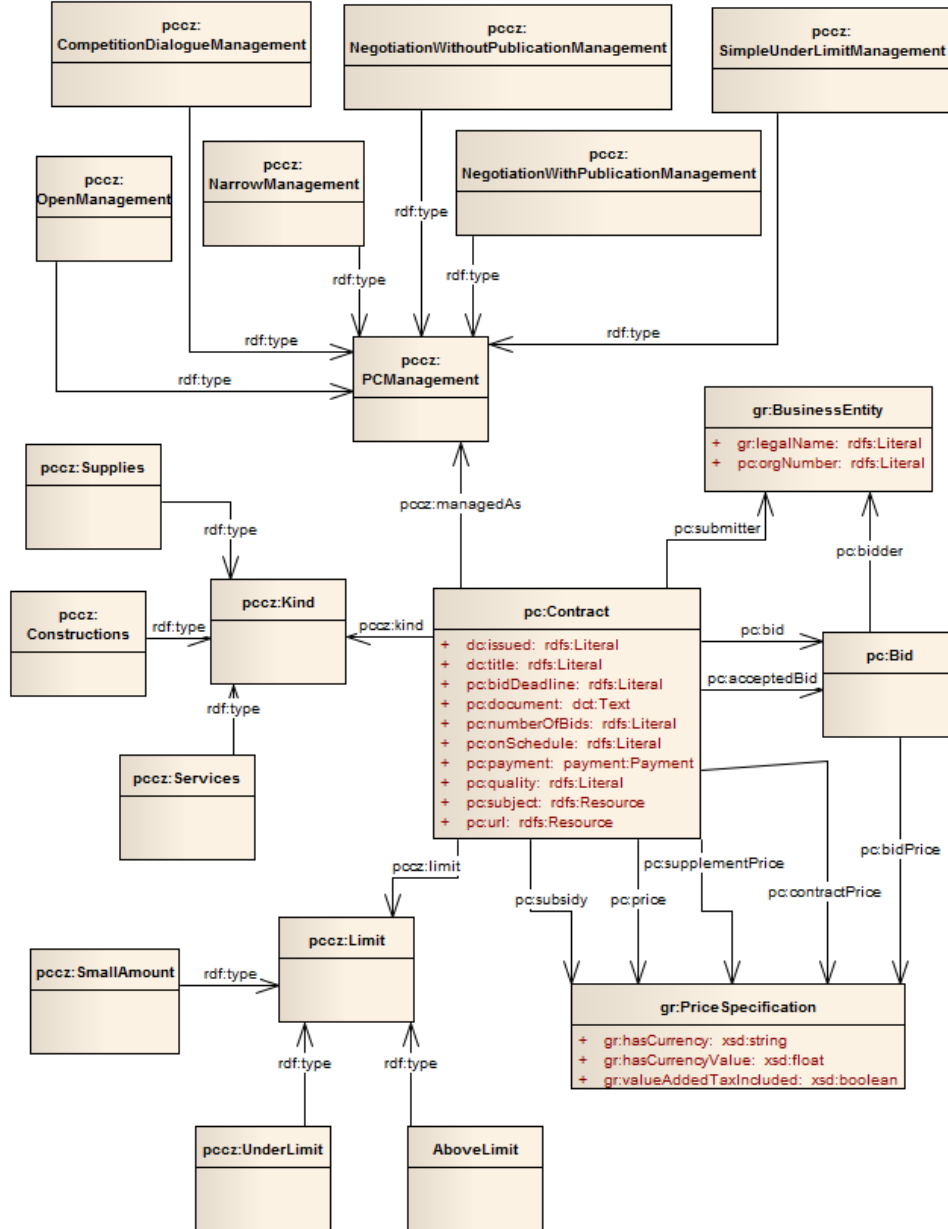 pccz:
CompetitionDialogueManagement
pccz:
NegotiationWithoutPublicationManagement
pccz:
SimpleUnderLimitManagement
pccz:
OpenManagement
pccz:
NarrowManagement
pccz:
NegotiationWithPublicationManagement
rdf:type
rdf:type
rdf:type
rdf:type
rdf:type
rdf:type
pccz:
PCManagement
gr:BusinessEntity
+ gr:legalName: rdfs:Literal
+ pc:orgNumber: rdfs:Literal
pccz:Supplies
pccz:managedAs
pc:submitter
pc:bidder
rdf:type
pccz:
Constructions
rdf:type
pccz:Kind
pccz:kind
pc:Contract
+ dc:issued: rdfs:Literal
+ dc:title: rdfs:Literal
+ pc:bidDeadline: rdfs:Literal
+ pc:document: dct:Text
+ pc:numberOfBids: rdfs:Literal
+ pc:onSchedule: rdfs:Literal
+ pc:payment: payment:Payment
+ pc:quality: rdfs:Literal
+ pc:subject: rdfs:Resource
+ pc:url: rdfs:Resource
pc:bid
pc:acceptedBid
pc:Bid
rdf:type
pccz:Services
pccz:limit
pc:subsidy
pc:price
pc:supplementPrice
pc:contractPrice
pc:bidPrice
pccz:SmallAmount
rdf:type
pccz:Limit
gr:PriceSpecification
+ gr:hasCurrency: xsd:string
+ gr:hasCurrencyValue: xsd:float
+ gr:valueAddedTaxIncluded: xsd:boolean
rdf:type
rdf:type
pccz:UnderLimit
AboveLimit